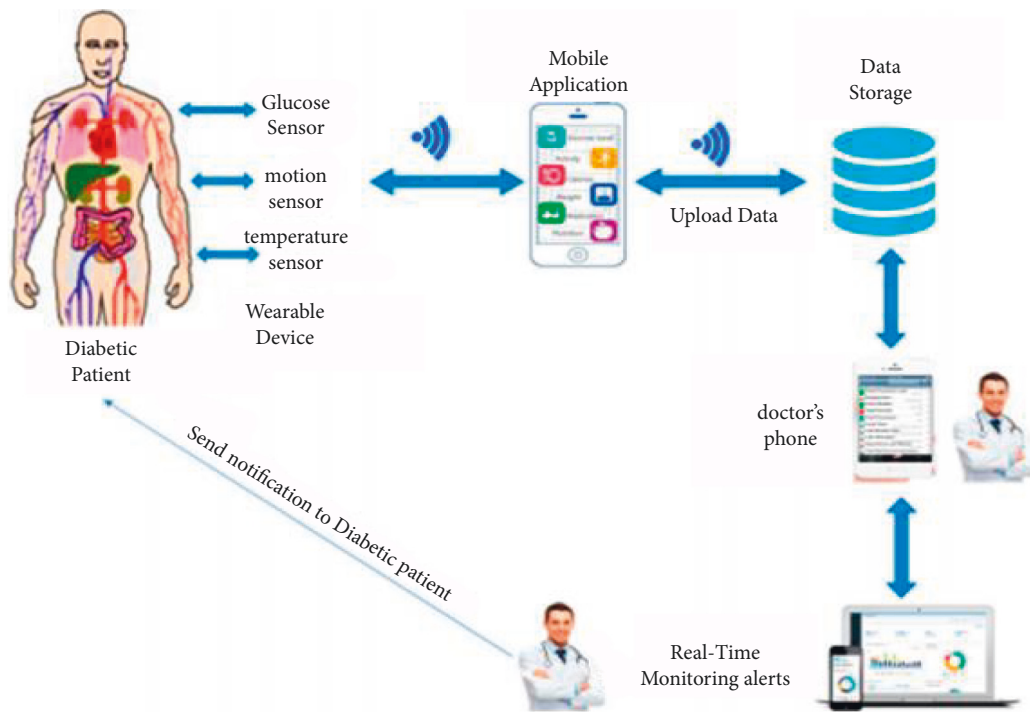 Glucose
Sensor
motion
sensor
temperature
sensor
Wearable
Device
Diabetic
Patient
Mobile
Application
Upload Data
Data
Storage
doctor's
phone
Real-Time
Monitoring alerts
Send notification to Diabetic patient